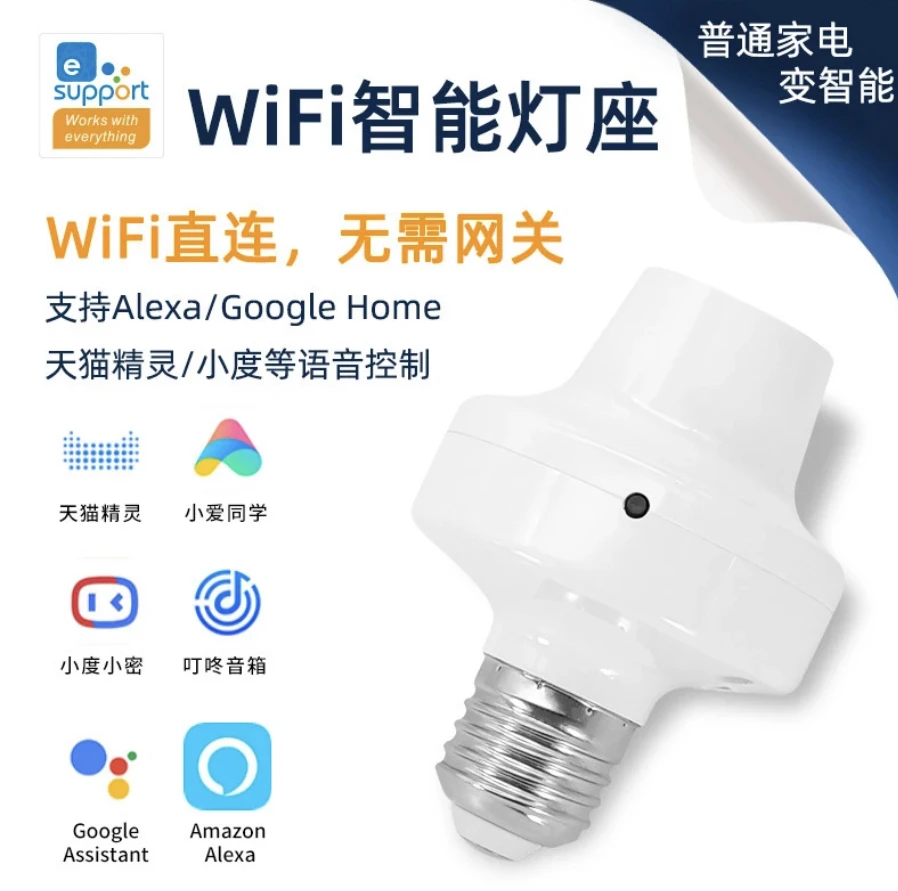 普通家电
变智能
e
support
Works with
everything
WiFi智能灯座
WiFi直连，无需网关
支持Alexa/Google Home
天猫精灵/小度等语音控制
天猫精灵
小爱同学
小度小密
叮咚音箱
Google
Assistant
Amazon
Alexa